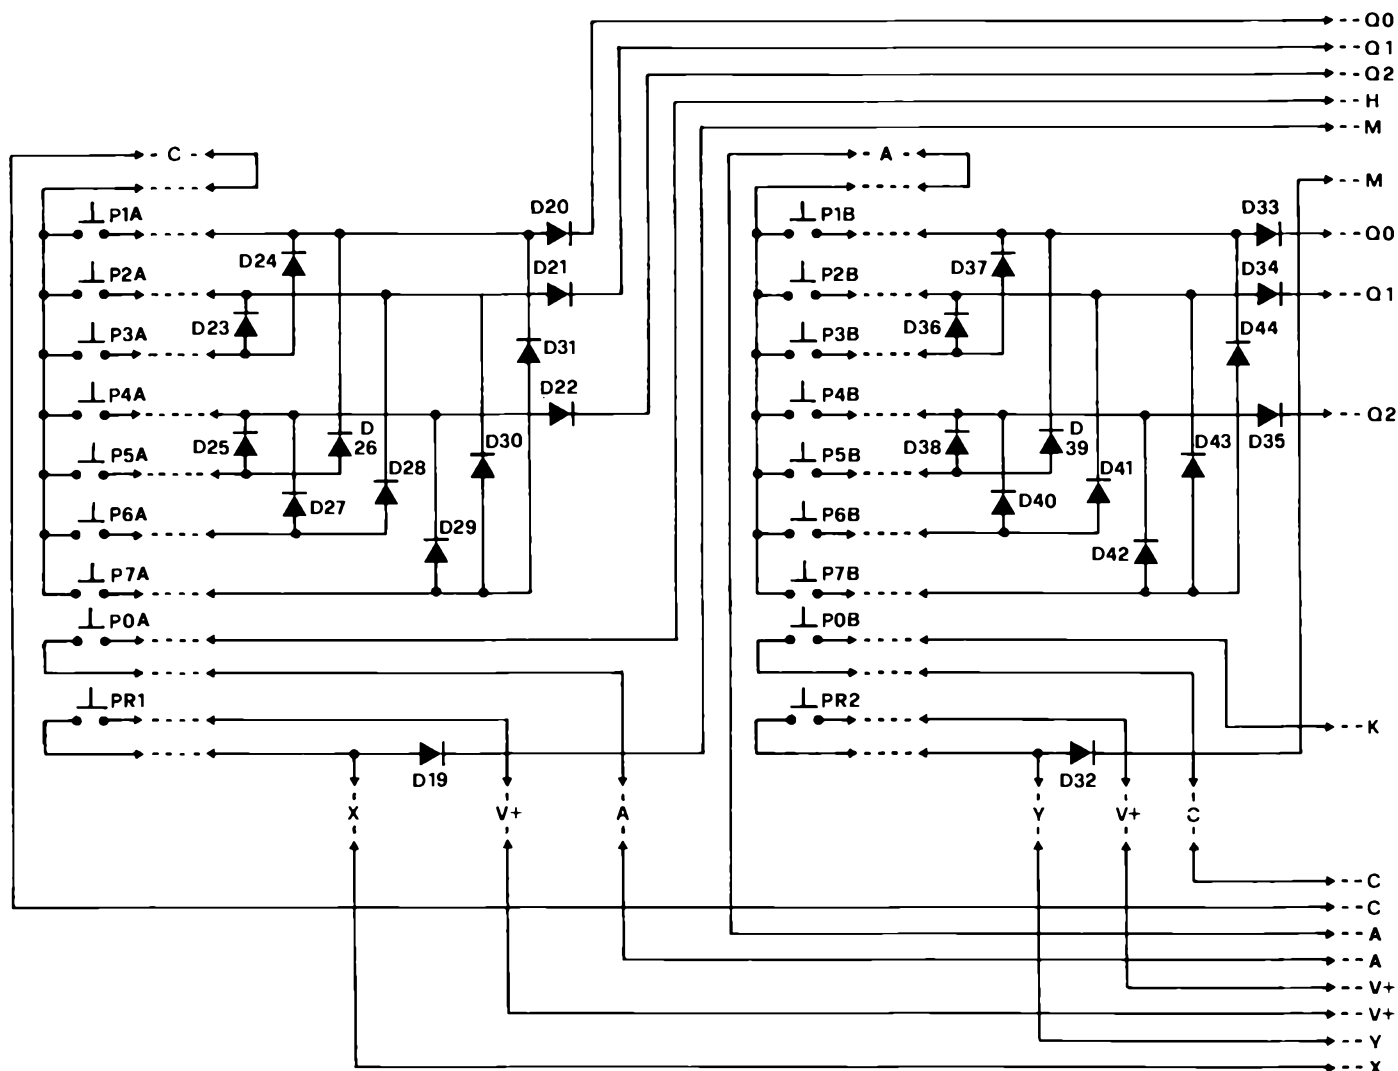 Q0
Q1
Q2
H
M
C
A
M
P1A
D20
P1B
D33
Q0
D24
D37
P2A
D21
P2B
D34
Q1
D23
P3A
D31
D36
P3B
D44
P4A
D22
P4B
Q2
D25
D
26
D30
D38
D
39
D43
D35
P5A
D28
P5B
D41
P6A
D27
D29
P6B
D40
D42
P7A
P7B
P0A
P0B
PR1
PR2
K
D19
D32
X
V+
A
Y
V+
C
C
C
A
A
V+
V+
Y
X